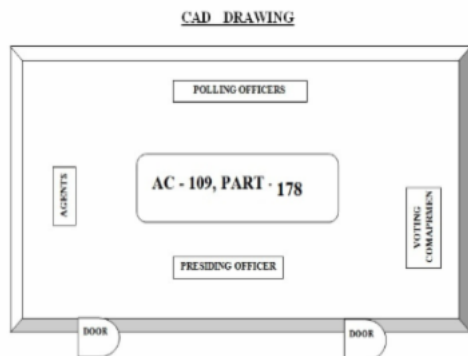 CAD DRAWING
POLLING OFFICERS
AGENTS
AC - 109, PART - 178
VOTING
COMAPRMEN
PRESIDING OFFICER
DOOR
DOOR